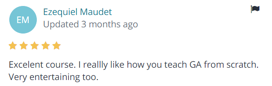 EM
Ezequiel Maudet
Updated 3 months ago
Excelent course. I reallly like how you teach GA from scratch.
Very entertaining too.